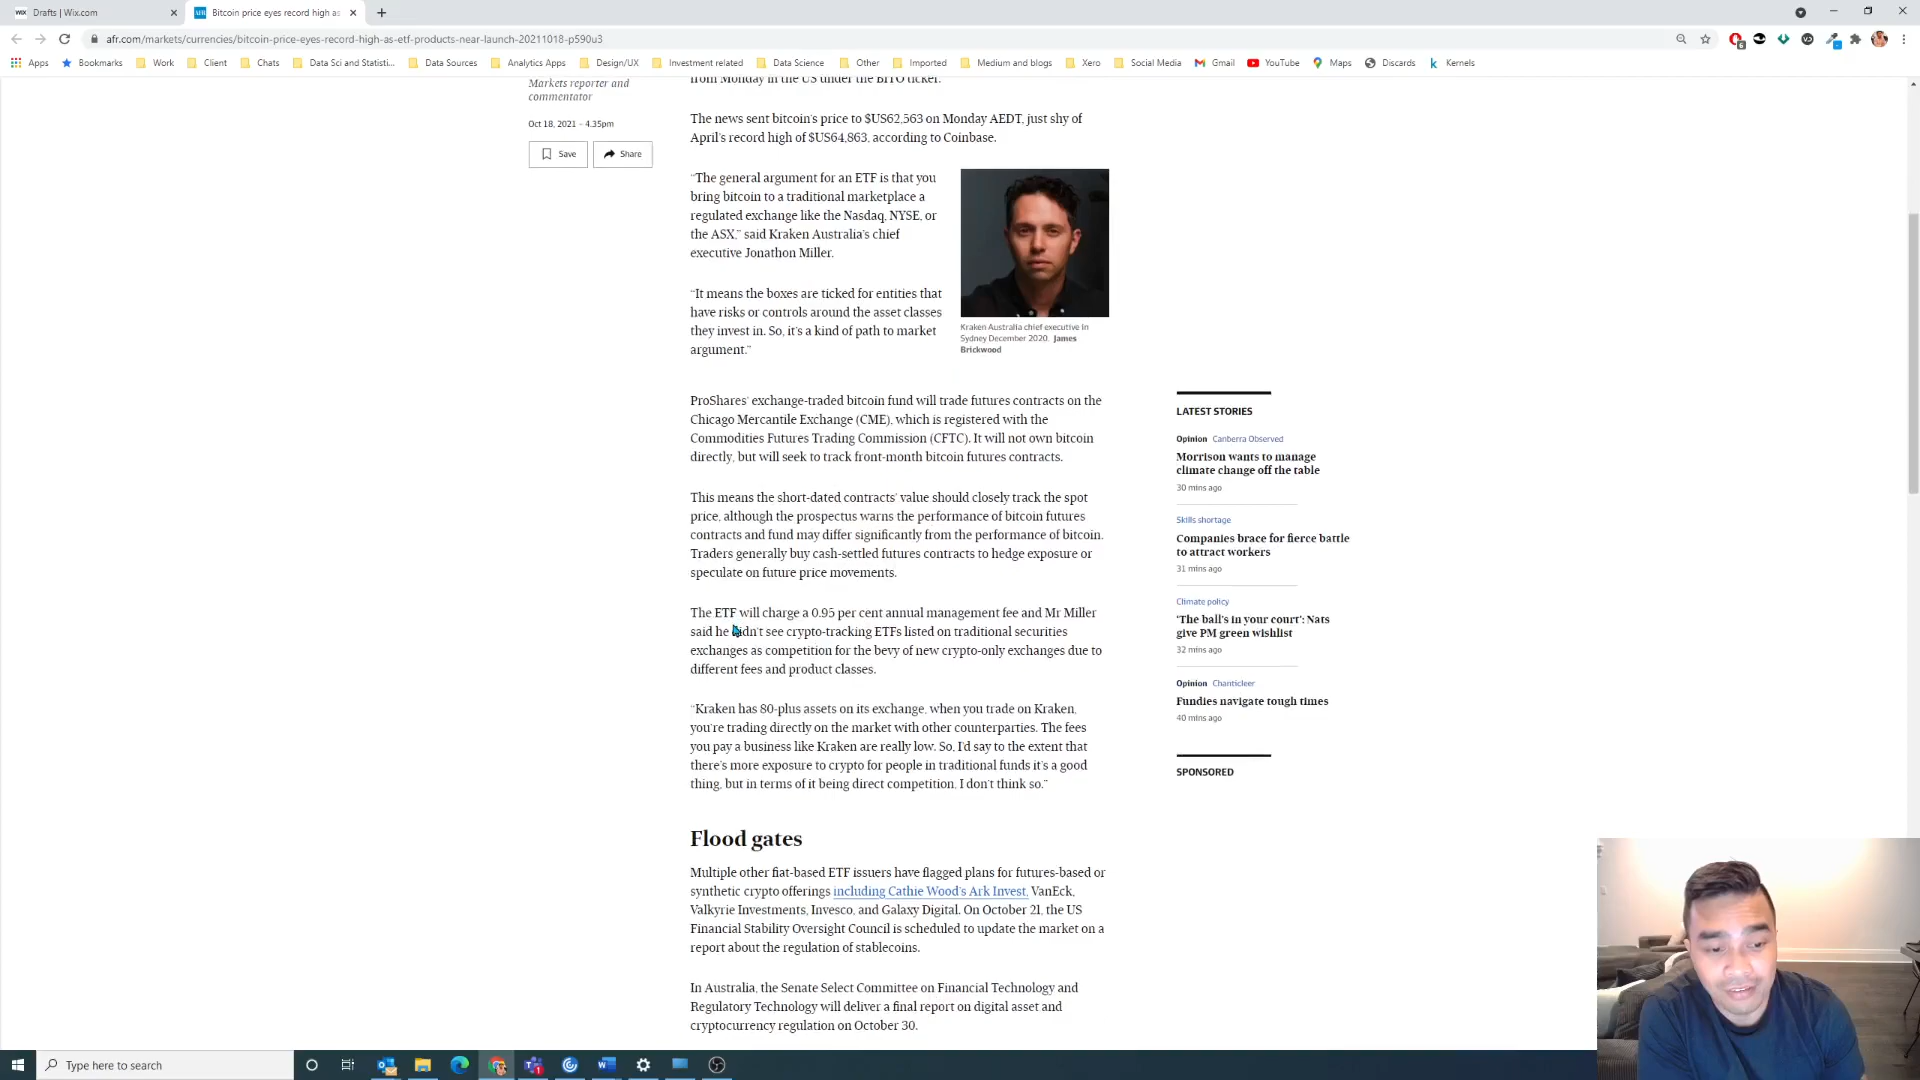 Drafts | Wix.com
Bitcoin price eyes record high as
afr.com/markets/currencies/bitcoin-price-eyes-record-high-as-etf-products-near-launch-20211018-p590u3
Apps Bookmarks Work Client Chats Data Sci and Statisti... Data Sources Analytics Apps Design/UX Investment related Data Science Other Imported Medium and blogs Xero Social Media Gmail YouTube Maps Discards Kernels
Markets reporter and
commentator
Oct 18, 2021 – 4.35pm
Save Share
from Monday in the US under the BITO ticker.
The news sent bitcoin's price to $US62,563 on Monday AEDT, just shy of
April's record high of $US64,863, according to Coinbase.
“The general argument for an ETF is that you
bring bitcoin to a traditional marketplace a
regulated exchange like the Nasdaq, NYSE, or
the ASX,” said Kraken Australia's chief
executive Jonathon Miller.
“It means the boxes are ticked for entities that
have risks or controls around the asset classes
they invest in. So, it's a kind of path to market
argument.”
Kraken Australia chief executive in
Sydney December 2020. James
Brickwood
ProShares' exchange-traded bitcoin fund will trade futures contracts on the
Chicago Mercantile Exchange (CME), which is registered with the
Commodities Futures Trading Commission (CFTC). It will not own bitcoin
directly, but will seek to track front-month bitcoin futures contracts.
This means the short-dated contracts' value should closely track the spot
price, although the prospectus warns the performance of bitcoin futures
contracts and fund may differ significantly from the performance of bitcoin.
Traders generally buy cash-settled futures contracts to hedge exposure or
speculate on future price movements.
The ETF will charge a 0.95 per cent annual management fee and Mr Miller
said he didn't see crypto-tracking ETFs listed on traditional securities
exchanges as competition for the bevy of new crypto-only exchanges due to
different fees and product classes.
“Kraken has 80-plus assets on its exchange, when you trade on Kraken,
you're trading directly on the market with other counterparties. The fees
you pay a business like Kraken are really low. So, I'd say to the extent that
there's more exposure to crypto for people in traditional funds it's a good
thing, but in terms of it being direct competition, I don't think so.”
Flood gates
Multiple other fiat-based ETF issuers have flagged plans for futures-based or
synthetic crypto offerings including Cathie Wood's Ark Invest, VanEck,
Valkyrie Investments, Invesco, and Galaxy Digital. On October 21, the US
Financial Stability Oversight Council is scheduled to update the market on a
report about the regulation of stablecoins.
In Australia, the Senate Select Committee on Financial Technology and
Regulatory Technology will deliver a final report on digital asset and
cryptocurrency regulation on October 30.
LATEST STORIES
Opinion Canberra Observed
Morrison wants to manage
climate change off the table
30 mins ago
Skills shortage
Companies brace for fierce battle
to attract workers
31 mins ago
Climate policy
‘The ball's in your court’: Nats
give PM green wishlist
32 mins ago
Opinion Chanticleer
Fundies navigate tough times
40 mins ago
SPONSORED
Type here to search